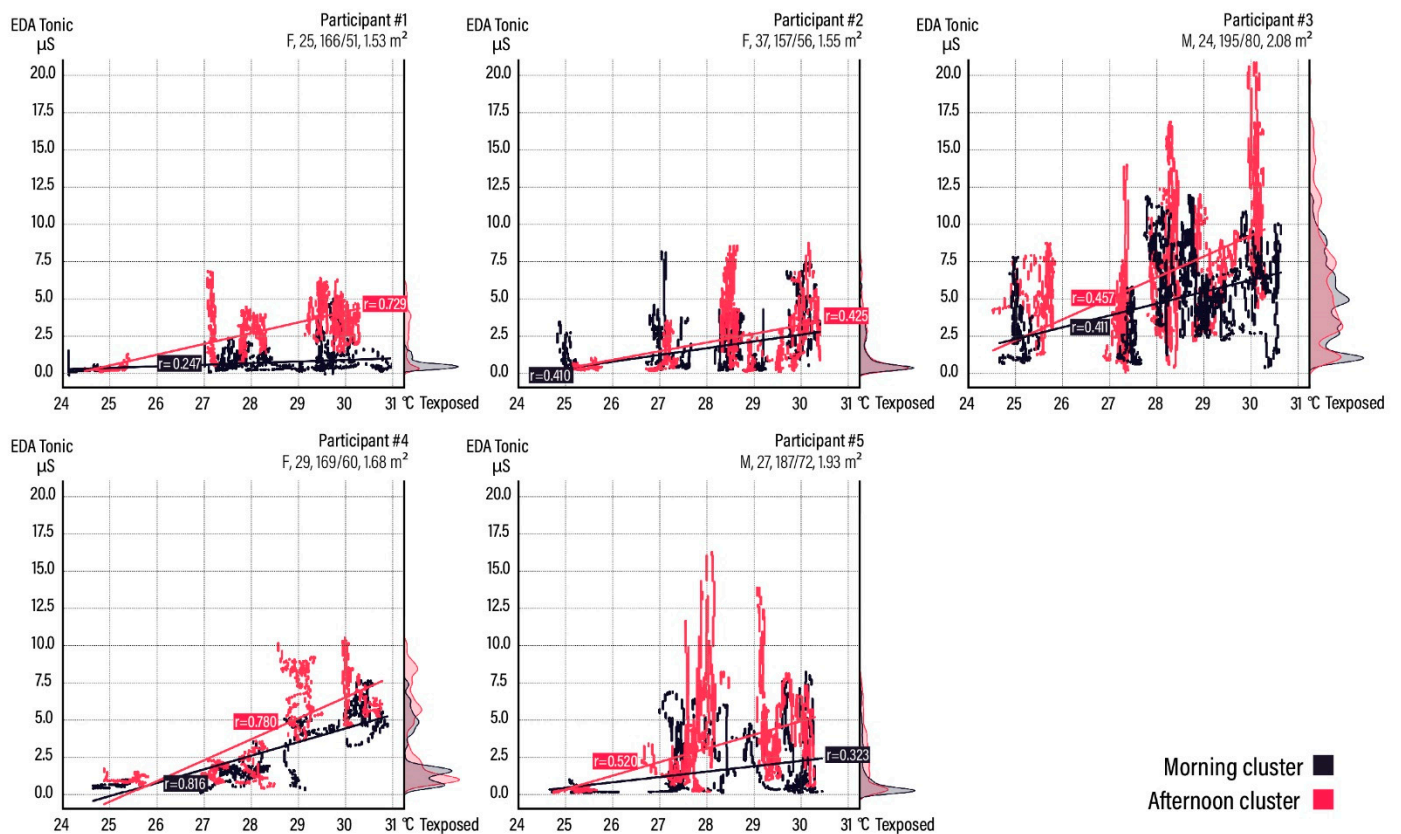 EDA Tonic
µS
Participant #1
F, 25, 166/51, 1.53 m²
20.0
17.5
15.0
12.5
10.0
7.5
5.0
2.5
0.0
r=0.729
r=0.247
24 25 26 27 28 29 30 31 °C Texposed
EDA Tonic
µS
Participant #2
F, 37, 157/56, 1.55 m²
20.0
17.5
15.0
12.5
10.0
7.5
5.0
2.5
0.0
r=0.425
r=0.410
24 25 26 27 28 29 30 31 °C Texposed
EDA Tonic
µS
Participant #3
M, 24, 195/80, 2.08 m²
20.0
17.5
15.0
12.5
10.0
7.5
5.0
2.5
0.0
r=0.457
r=0.411
24 25 26 27 28 29 30 31 °C Texposed
EDA Tonic
µS
Participant #4
F, 29, 169/60, 1.68 m²
20.0
17.5
15.0
12.5
10.0
7.5
5.0
2.5
0.0
r=0.780
r=0.816
24 25 26 27 28 29 30 31 °C Texposed
EDA Tonic
µS
Participant #5
M, 27, 187/72, 1.93 m²
20.0
17.5
15.0
12.5
10.0
7.5
5.0
2.5
0.0
r=0.520
r=0.323
24 25 26 27 28 29 30 31 °C Texposed
Morning cluster
Afternoon cluster